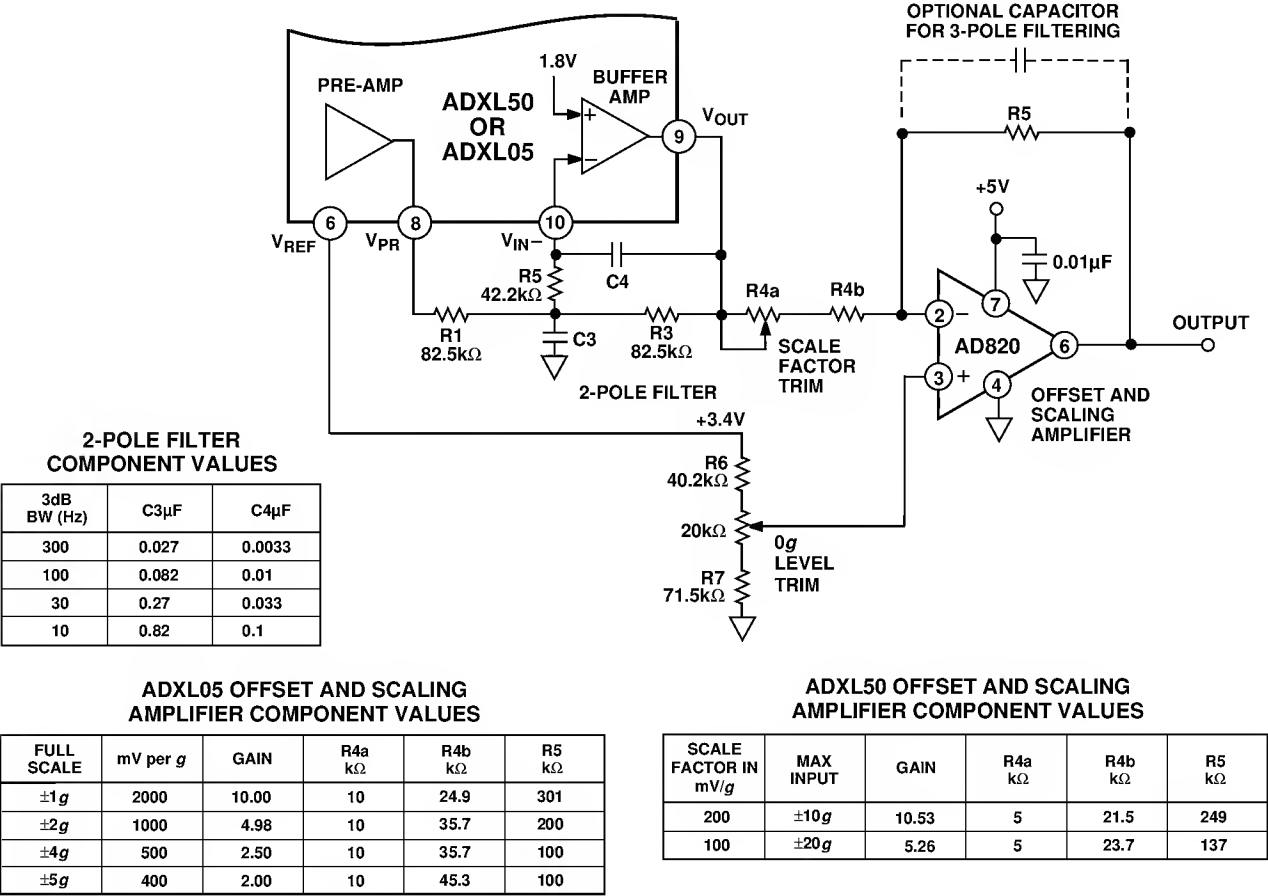 OPTIONAL CAPACITOR
FOR 3-POLE FILTERING
1.8V
PRE-AMP
BUFFER
AMP
ADXL50
OR
ADXL05
+
−
9
VOUT
R5
6
8
10
VREF
VPR
VIN−
+5V
0.01µF
C4
R5
42.2kΩ
R1
82.5kΩ
C3
R3
82.5kΩ
R4a
R4b
SCALE
FACTOR
TRIM
2
−
7
AD820
6
3
+
4
OUTPUT
OFFSET AND
SCALING
AMPLIFIER
2-POLE FILTER
+3.4V
R6
40.2kΩ
20kΩ
0g
LEVEL
TRIM
R7
71.5kΩ
2-POLE FILTER
COMPONENT VALUES
3dB
BW (Hz)
C3µF
C4µF
300 0.027 0.0033
100 0.082 0.01
30 0.27 0.033
10 0.82 0.1
ADXL05 OFFSET AND SCALING
AMPLIFIER COMPONENT VALUES
FULL
SCALE
mV per g
GAIN
R4a
kΩ
R4b
kΩ
R5
kΩ
±1g 2000 10.00 10 24.9 301
±2g 1000 4.98 10 35.7 200
±4g 500 2.50 10 35.7 100
±5g 400 2.00 10 45.3 100
ADXL50 OFFSET AND SCALING
AMPLIFIER COMPONENT VALUES
SCALE
FACTOR IN
mV/g
MAX
INPUT
GAIN
R4a
kΩ
R4b
kΩ
R5
kΩ
200 ±10g 10.53 5 21.5 249
100 ±20g 5.26 5 23.7 137